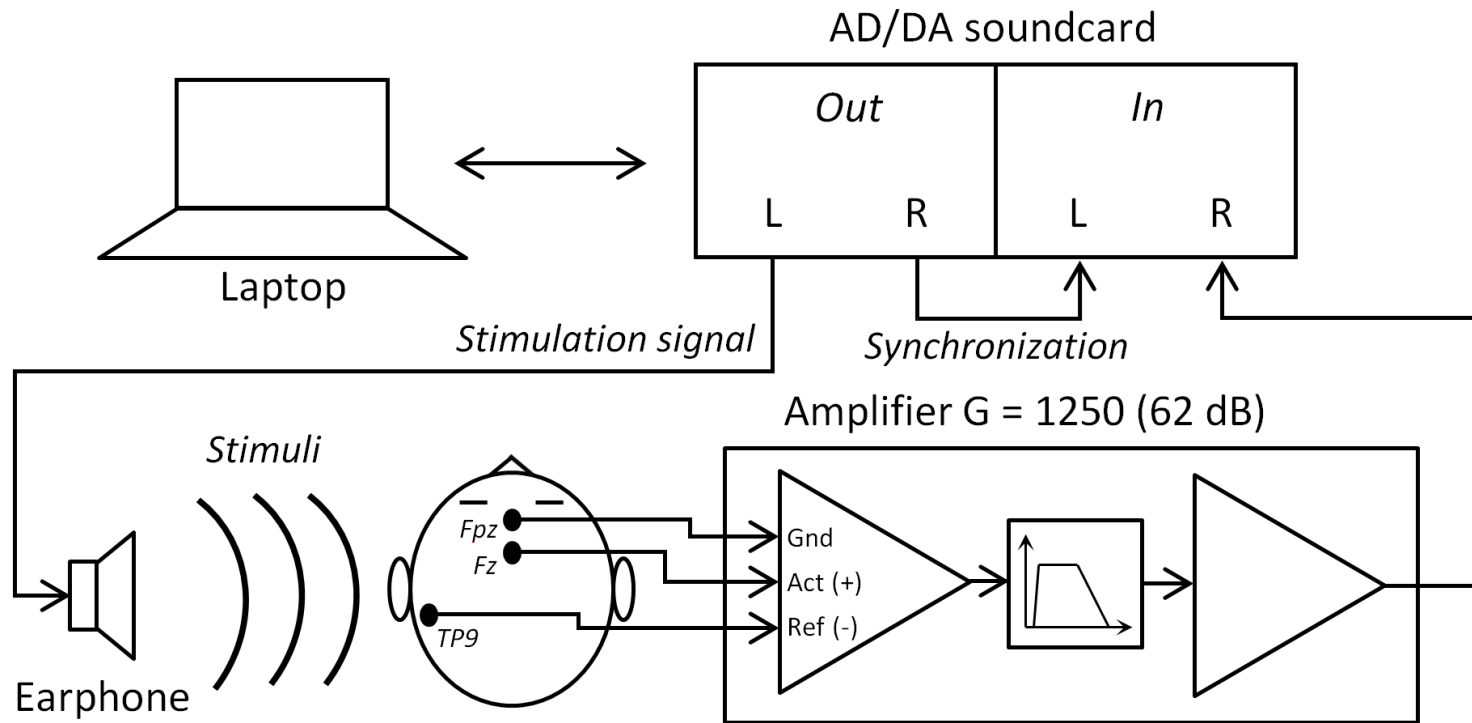 AD/DA soundcard
Out
In
L
R
L
R
Laptop
Stimulation signal
Synchronization
Amplifier G = 1250 (62 dB)
Stimuli
Fpz
Fz
TP9
Gnd
Act (+)
Ref (-)
Earphone